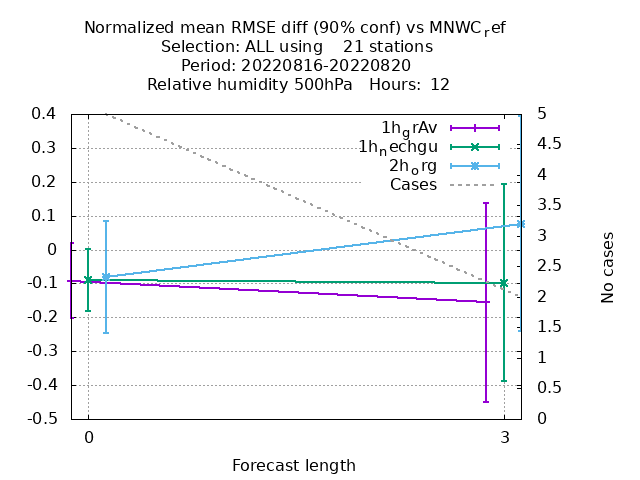 Normalized mean RMSE diff (90% conf) vs MNWC_ref
Selection: ALL using    21 stations
Period: 20220816-20220820
Relative humidity 500hPa   Hours:  12
0.4
0.3
0.2
0.1
0
-0.1
-0.2
-0.3
-0.4
-0.5
5
4.5
4
3.5
3
2.5
2
1.5
1
0.5
0
1h_grAv
1h_nechgu
2h_org
Cases
No cases
0
3
Forecast length